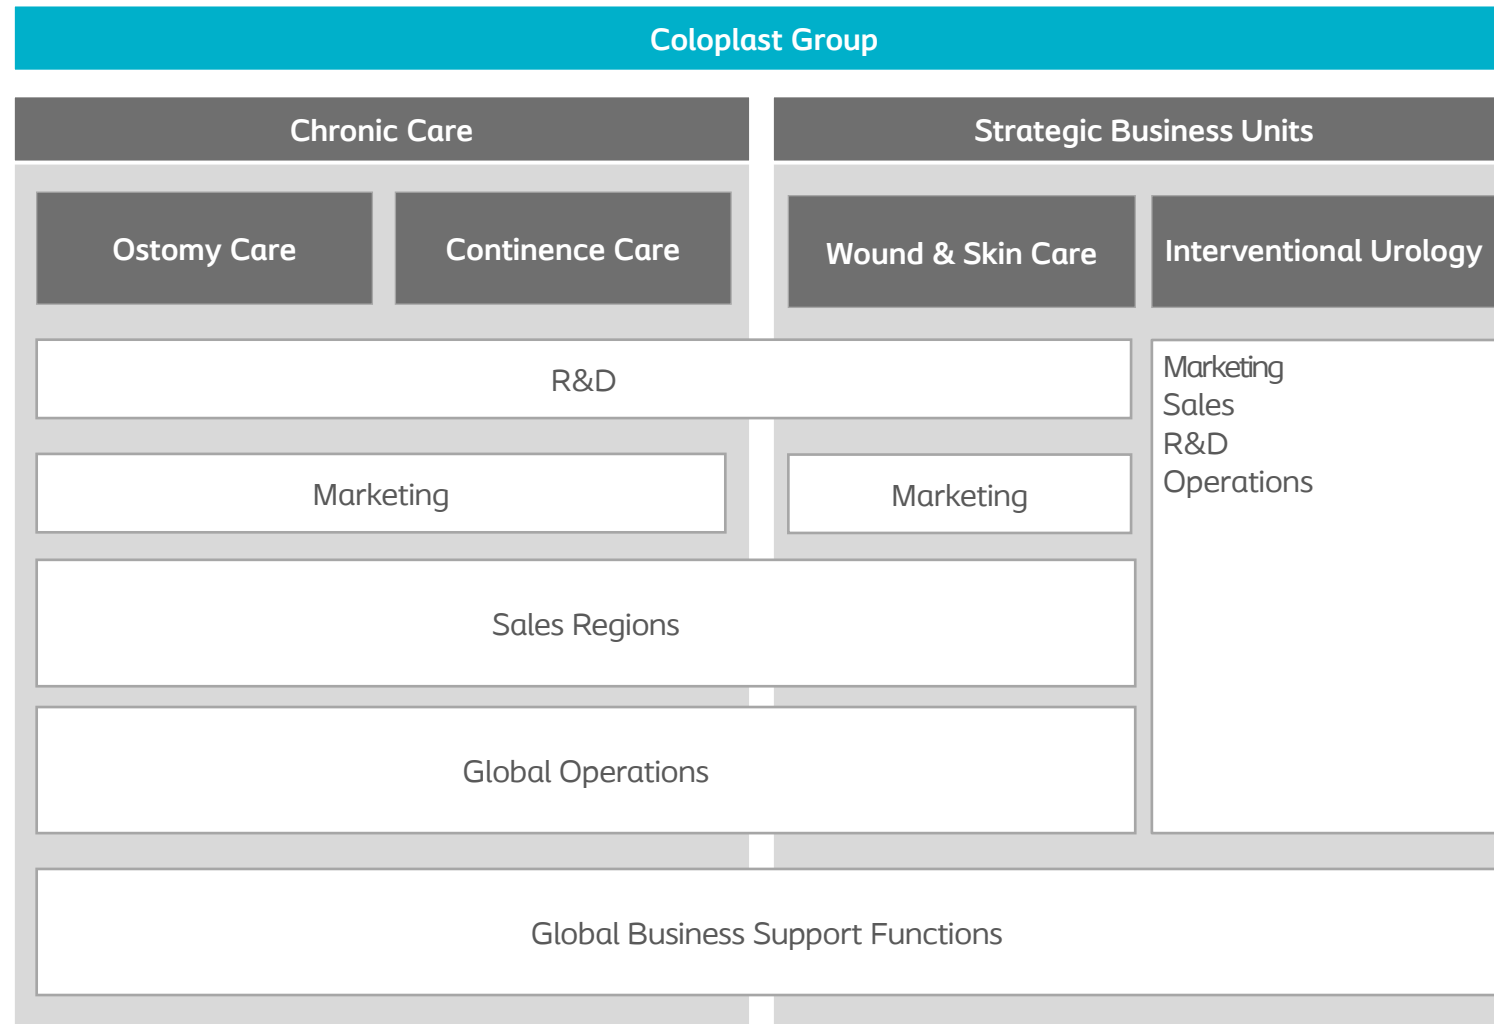 Coloplast Group
Chronic Care
Strategic Business Units
Ostomy Care
Continence Care
Wound & Skin Care
Interventional Urology
R&D
Marketing
Marketing
Sales Regions
Global Operations
Marketing
Sales
R&D
Operations
Global Business Support Functions